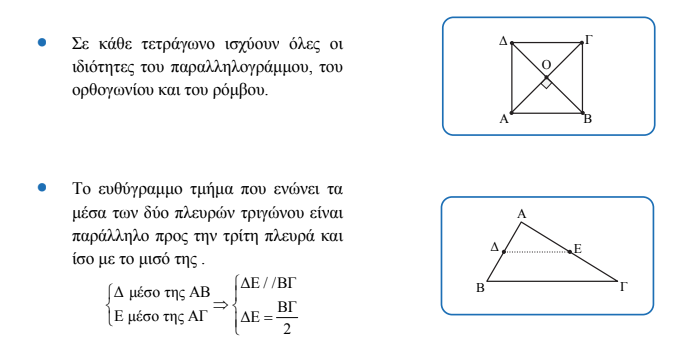 • Σε κάθε τετράγωνο ισχύουν όλες οι
ιδιότητες του παραλληλογράμμου, του
ορθογωνίου και του ρόμβου.
Δ Γ
Ο
Α Β
• Το ευθύγραμμο τμήμα που ενώνει τα
μέσα των δύο πλευρών τριγώνου είναι
παράλληλο προς την τρίτη πλευρά και
ίσο με το μισό της .
{Δ μέσο της ΑΒ
{Ε μέσο της ΑΓ
⇒
{ΔΕ//ΒΓ
{ΔΕ = ΒΓ/2
Α
Δ Ε
Β Γ